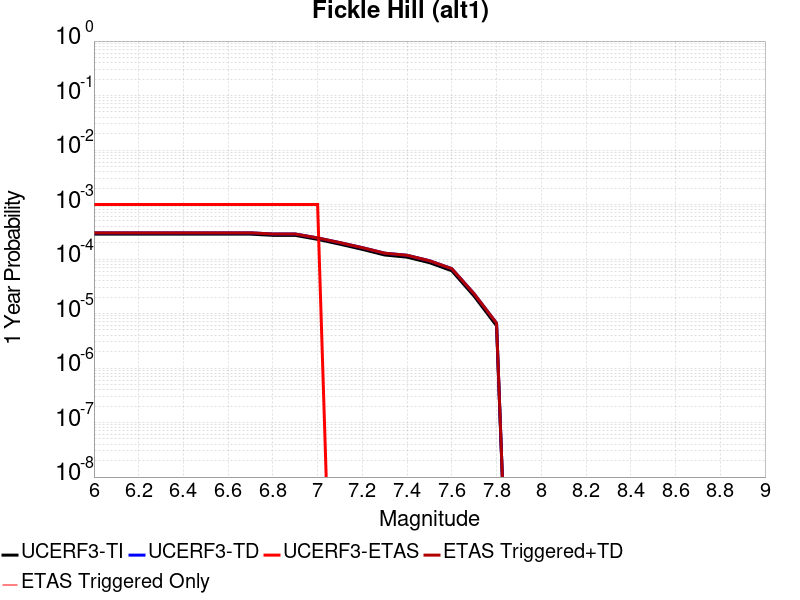 Fickle Hill (alt1)
10^0
10^-1
10^-2
10^-3
10^-4
10^-5
10^-6
10^-7
10^-8
1 Year Probability
6 6.2 6.4 6.6 6.8 7 7.2 7.4 7.6 7.8 8 8.2 8.4 8.6 8.8 9
Magnitude
UCERF3-TI UCERF3-TD UCERF3-ETAS ETAS Triggered+TD
ETAS Triggered Only